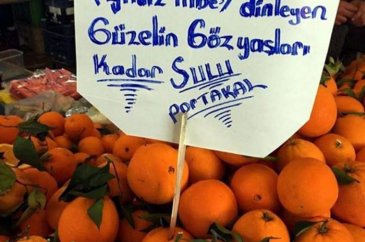 dinleyen
Güzelin Göz yaşları
Kadar SULU
PORTAKAL